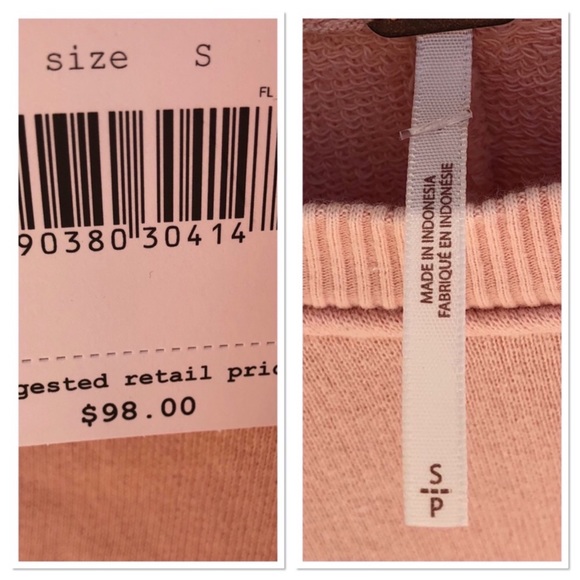 size S
FL
90380 30414
gested retail pric
$98.00
MADE IN INDONESIA
FABRIQUÉ EN INDONÉSIE
S
P